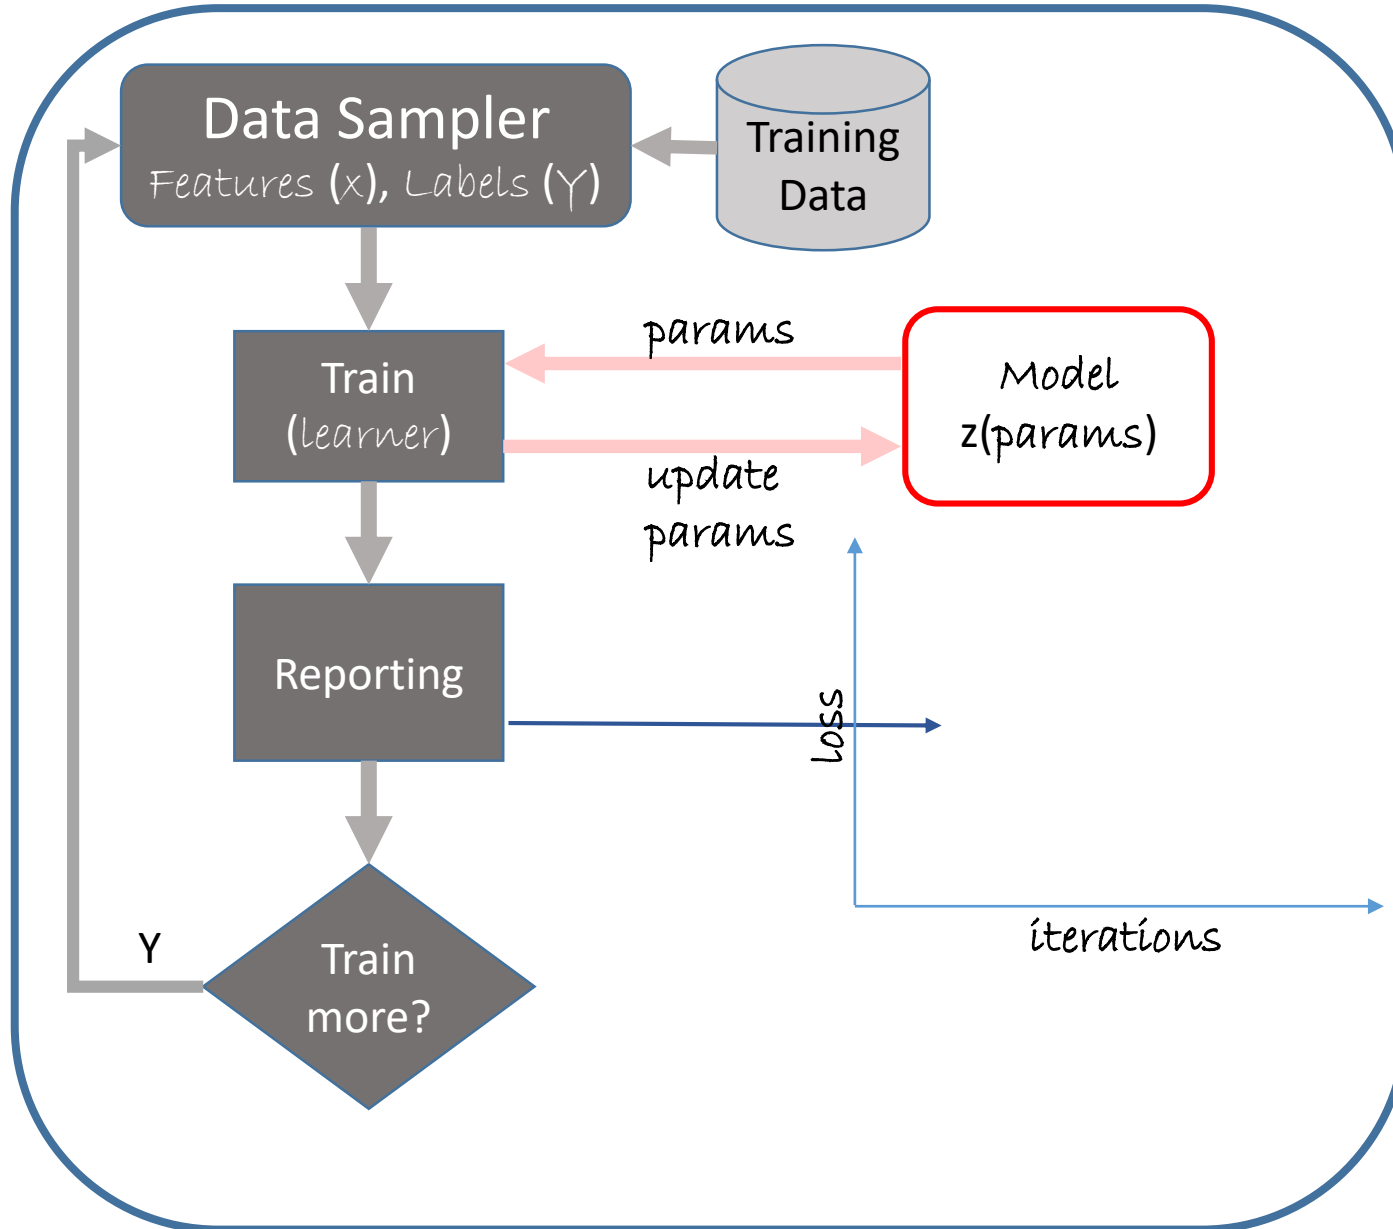 Data Sampler
Features (x), Labels (Y)
Training
Data
params
Train
(learner)
Model
z(params)
update
params
Reporting
loss
iterations
Y
Train
more?